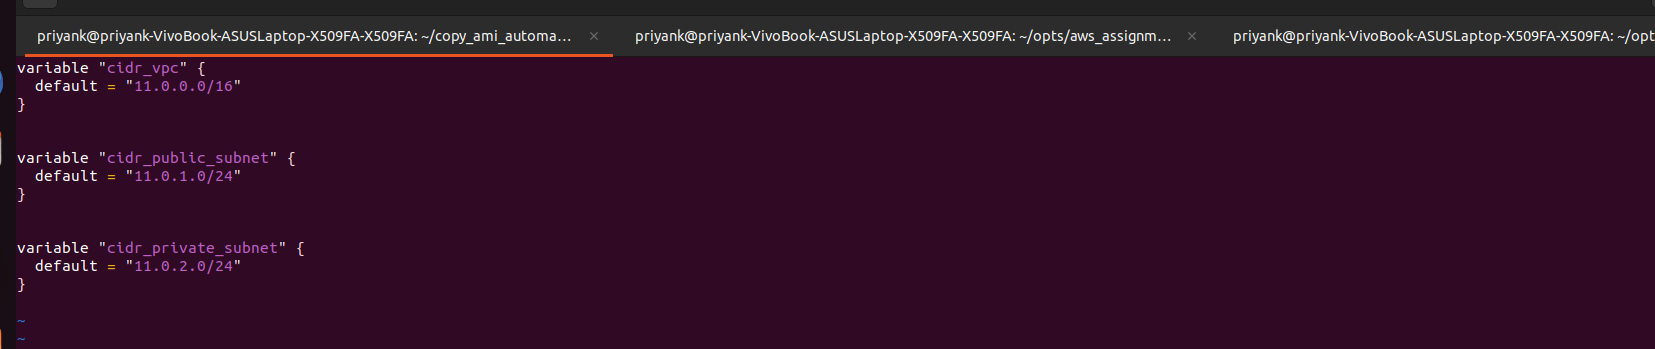 priyank@priyank-VivoBook-ASUSLaptop-X509FA-X509FA: ~/copy_ami_automa... × priyank@priyank-VivoBook-ASUSLaptop-X509FA-X509FA: ~/opts/aws_assignm... × priyank@priyank-VivoBook-ASUSLaptop-X509FA-X509FA: ~/opt
variable "cidr_vpc" {
  default = "11.0.0.0/16"
}
variable "cidr_public_subnet" {
  default = "11.0.1.0/24"
}
variable "cidr_private_subnet" {
  default = "11.0.2.0/24"
}
~
~